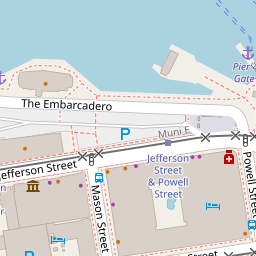 Pier
Gate
The Embarcadero
P
Muni E
Jefferson Street
Jefferson
Street
& Powell
Street
Powell Street
Mason Street
B
B
P